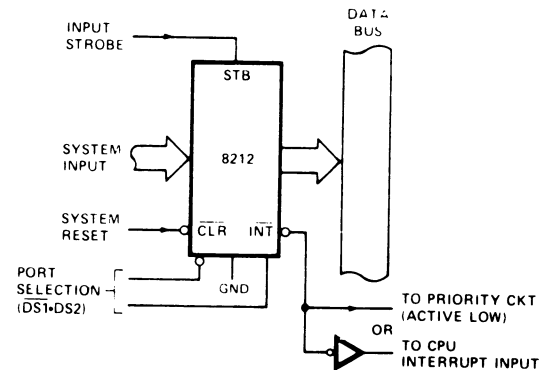 DATA
BUS
INPUT
STROBE
STB
SYSTEM
INPUT
8212
SYSTEM
RESET
CLR
INT
PORT
SELECTION
(DS1•DS2)
GND
TO PRIORITY CKT
(ACTIVE LOW)
OR
TO CPU
INTERRUPT INPUT